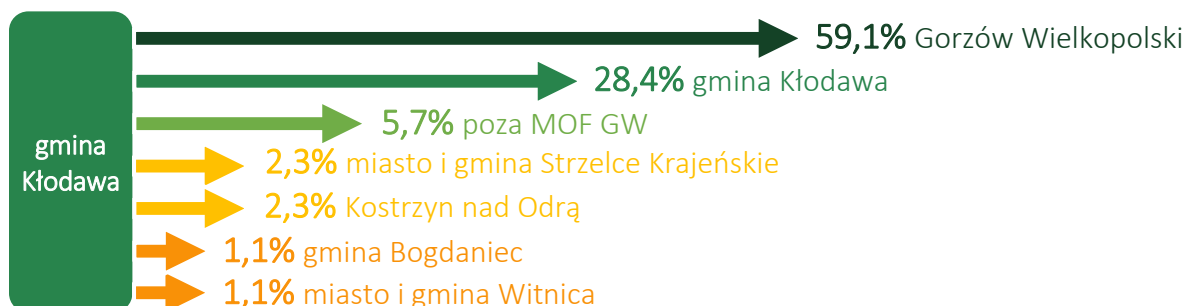 gmina
Kłodawa
59,1% Gorzów Wielkopolski
28,4% gmina Kłodawa
5,7% poza MOF GW
2,3% miasto i gmina Strzelce Krajeńskie
2,3% Kostrzyn nad Odrą
1,1% gmina Bogdaniec
1,1% miasto i gmina Witnica